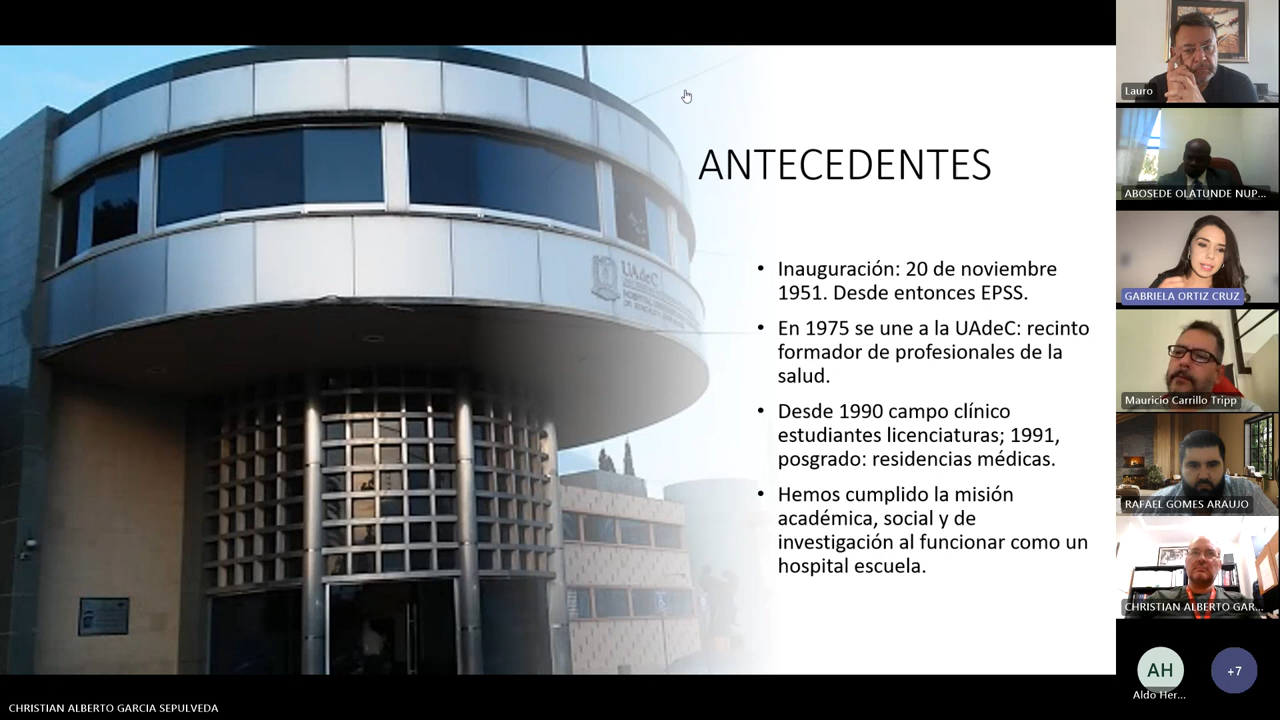 ANTECEDENTES
• Inauguración: 20 de noviembre
1951. Desde entonces EPSS.
• En 1975 se une a la UAdeC: recinto
formador de profesionales de la
salud.
• Desde 1990 campo clínico
estudiantes licenciaturas; 1991,
posgrado: residencias médicas.
• Hemos cumplido la misión
académica, social y de
investigación al funcionar como un
hospital escuela.
UAdeC
Lauro
ABOSEDE OLATUNDE NUP...
GABRIELA ORTIZ CRUZ
Mauricio Carrillo Tripp
RAFAEL GOMES ARAUJO
CHRISTIAN ALBERTO GAR...
AH
Aldo Her...
+7
CHRISTIAN ALBERTO GARCIA SEPULVEDA